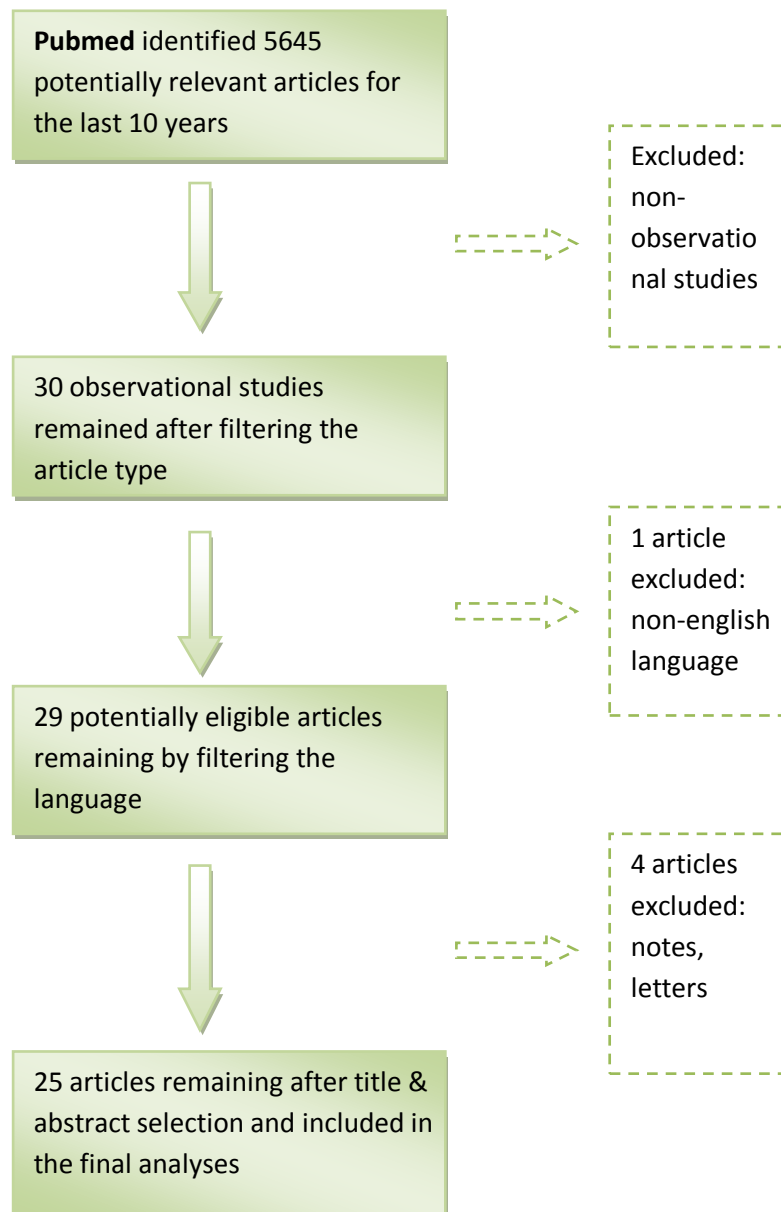 Pubmed identified 5645
potentially relevant articles for
the last 10 years
Excluded:
non-
observatio
nal studies
30 observational studies
remained after filtering the
article type
1 article
excluded:
non-english
language
29 potentially eligible articles
remaining by filtering the
language
4 articles
excluded:
notes,
letters
25 articles remaining after title &
abstract selection and included in
the final analyses